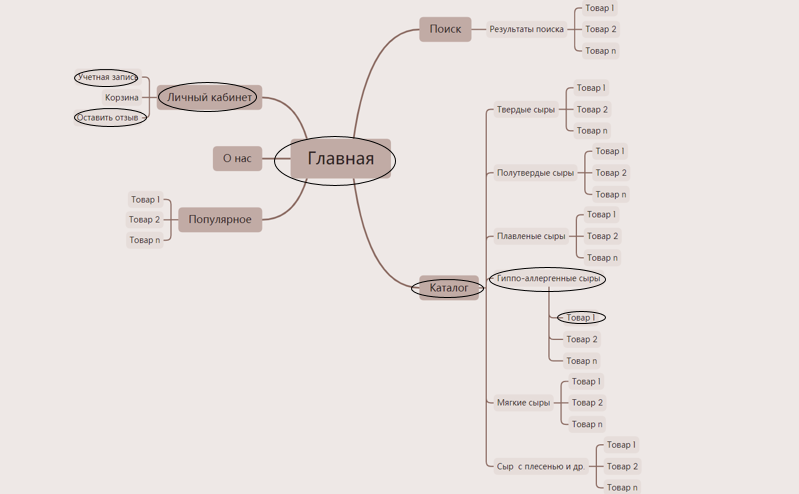 Главная
Поиск
Результаты поиска
Товар 1
Товар 2
Товар n
Каталог
Твердые сыры
Товар 1
Товар 2
Товар n
Полутвердые сыры
Товар 1
Товар 2
Товар n
Плавленые сыры
Товар 1
Товар 2
Товар n
Гиппо-аллергенные сыры
Товар 1
Товар 2
Товар n
Мягкие сыры
Товар 1
Товар 2
Товар n
Сыр с плесенью и др.
Товар 1
Товар 2
Товар n
Личный кабинет
Учетная запись
Корзина
Оставить отзыв
О нас
Популярное
Товар 1
Товар 2
Товар n